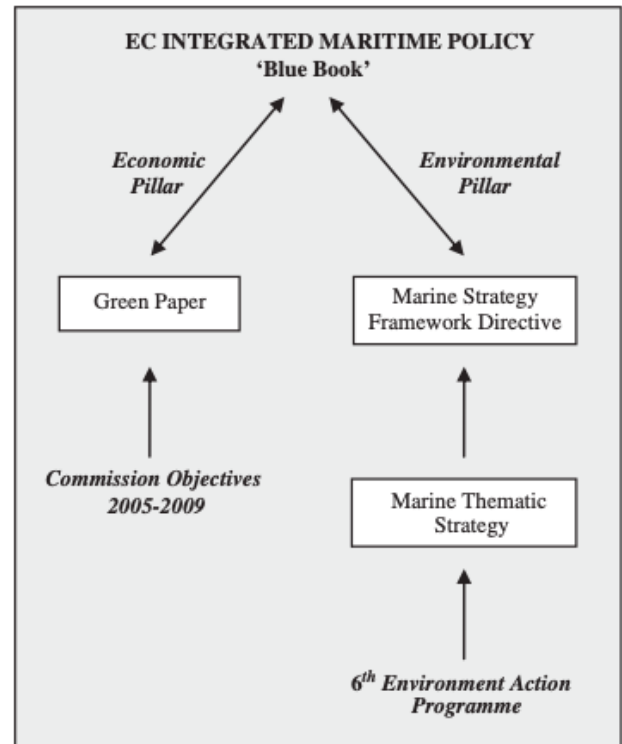 EC INTEGRATED MARITIME POLICY
‘Blue Book’
Economic
Pillar
Environmental
Pillar
Green Paper
Marine Strategy
Framework Directive
Commission Objectives
2005-2009
Marine Thematic
Strategy
6th Environment Action
Programme